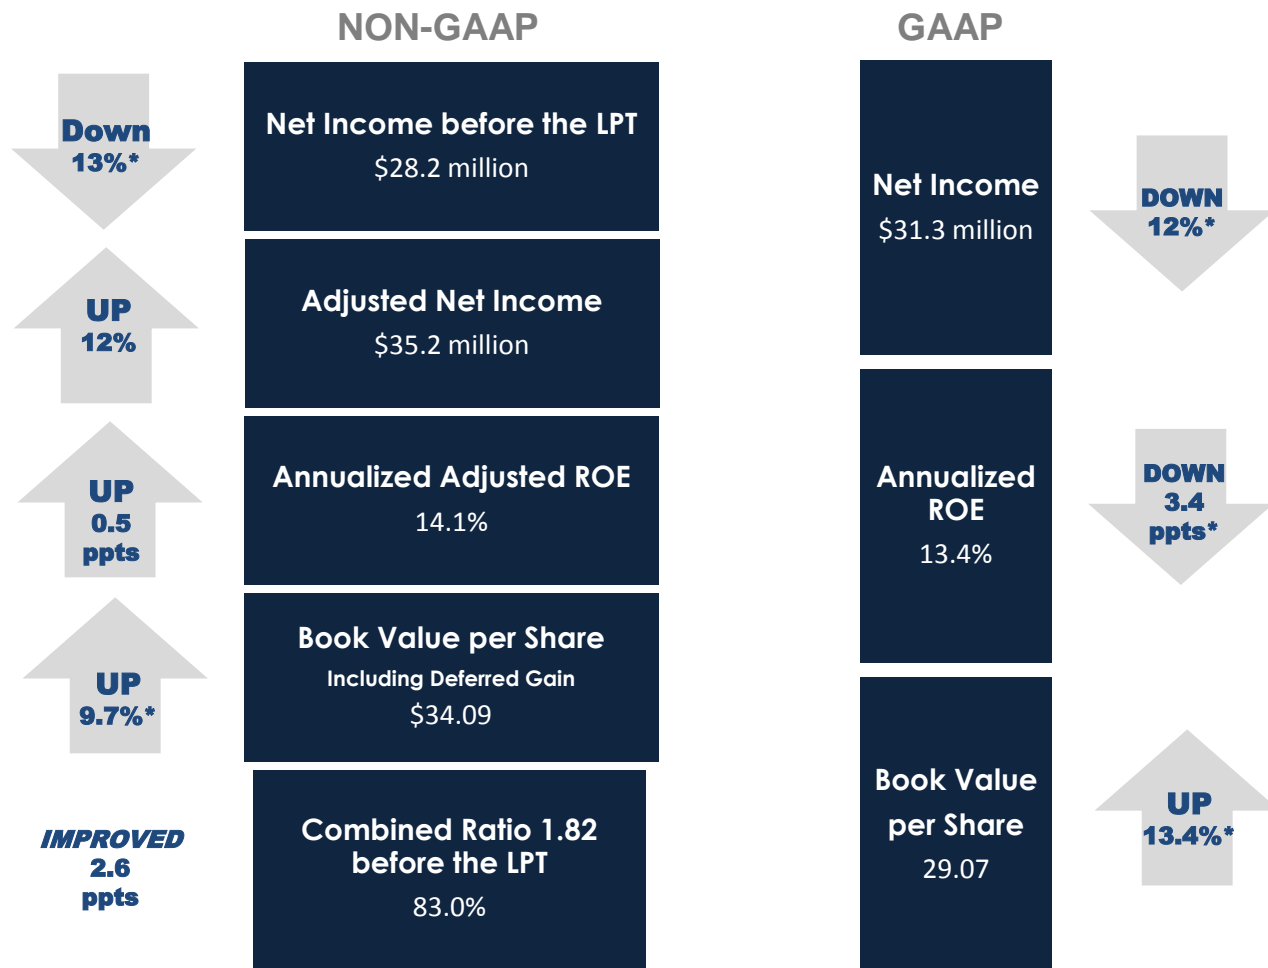 NON-GAAP
Down
13%*
Net Income before the LPT
$28.2 million
UP
12%
Adjusted Net Income
$35.2 million
UP
0.5
ppts
Annualized Adjusted ROE
14.1%
UP
9.7%*
Book Value per Share
Including Deferred Gain
$34.09
IMPROVED
2.6
ppts
Combined Ratio 1.82
before the LPT
83.0%
GAAP
Net Income
$31.3 million
DOWN
12%*
Annualized
ROE
13.4%
DOWN
3.4
ppts*
Book Value
per Share
29.07
UP
13.4%*